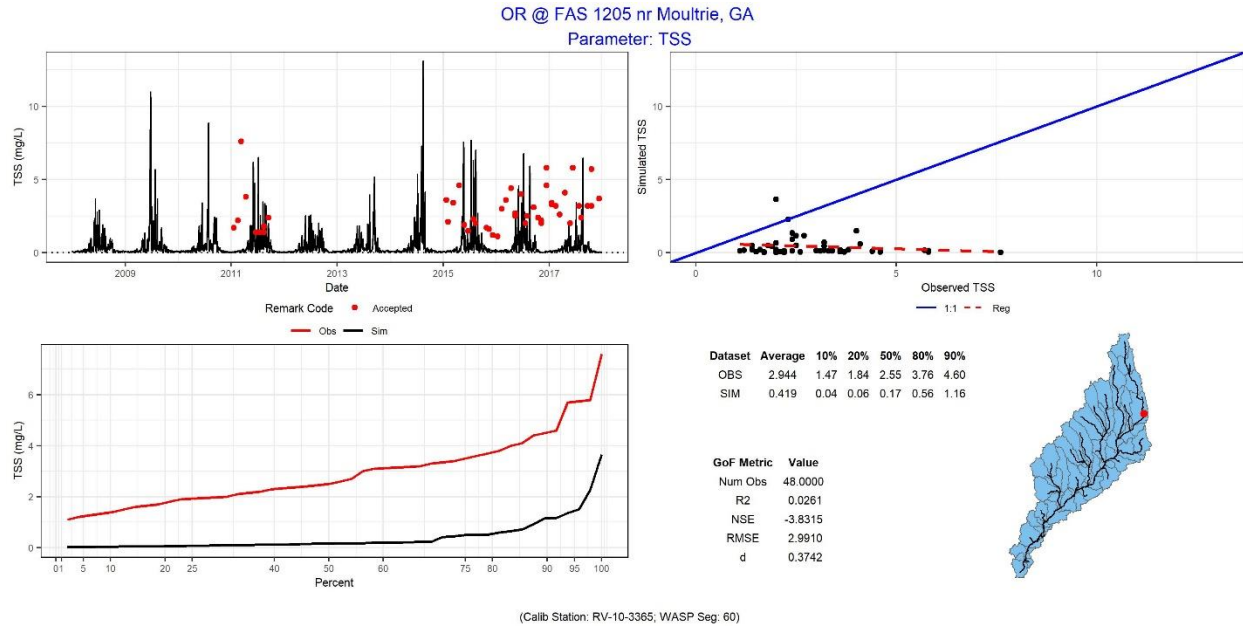 OR @ FAS 1205 nr Moultrie, GA
Parameter: TSS
TSS (mg/L)
10
5
0
2009 2011 2013 2015 2017
Date
Remark Code Accepted
Obs Sim
Simulated TSS
10
5
0
0 5 10
Observed TSS
1:1 Reg
TSS (mg/L)
6
4
2
0
0 1 5 10 20 25 40 50 60 75 80 90 95 100
Percent
Dataset Average 10% 20% 50% 80% 90%
OBS 2.944 1.47 1.84 2.55 3.76 4.60
SIM 0.419 0.04 0.06 0.17 0.56 1.16
GoF Metric Value
Num Obs 48.0000
R2 0.0261
NSE -3.8315
RMSE 2.9910
d 0.3742
(Calib Station: RV-10-3365; WASP Seg: 60)